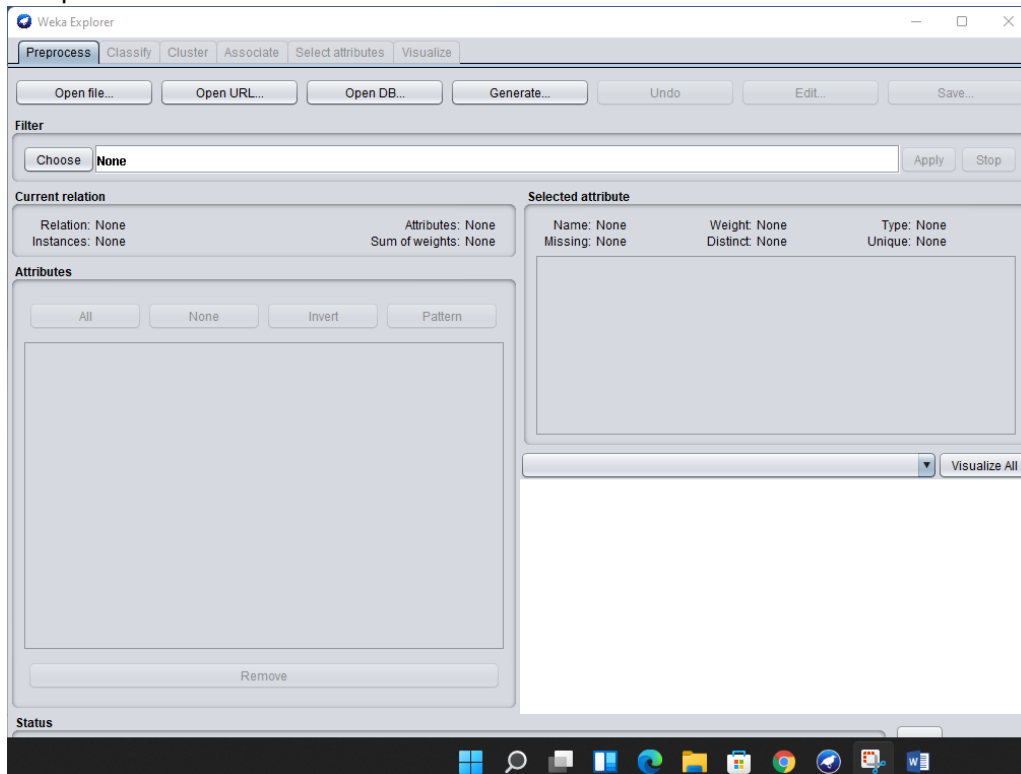 Weka Explorer
Preprocess Classify Cluster Associate Select attributes Visualize
Open file... Open URL... Open DB... Generate... Undo Edit... Save...
Filter
Choose None Apply Stop
Current relation
Relation: None Attributes: None
Instances: None Sum of weights: None
Attributes
All None Invert Pattern
Remove
Selected attribute
Name: None Weight: None Type: None
Missing: None Distinct: None Unique: None
Visualize All
Status